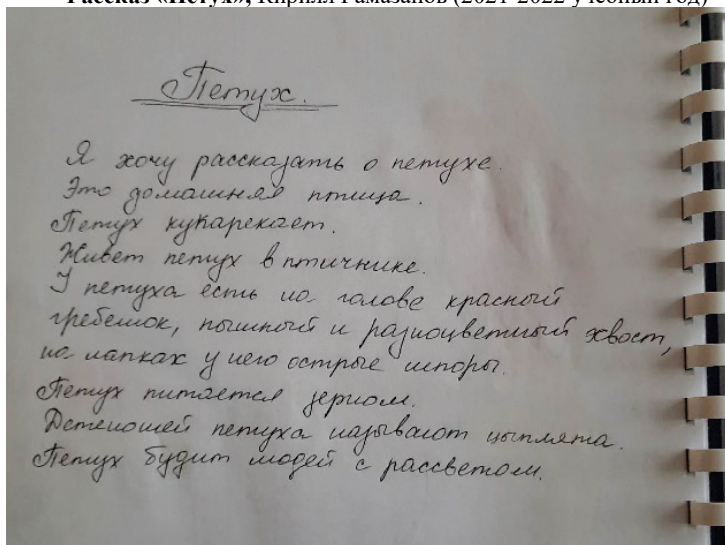 Рассказ «Петух», Кирилл Рамазанов (2021-2022 учебный год)
Петух.
Я хочу рассказать о петухе.
Это домашняя птица.
Петух кукарекает.
Живет петух в птичнике.
У петуха есть на голове красный
гребешок, пышный и разноцветный хвост,
на лапках у него острые шпоры.
Петух питается зерном.
Детенышей петуха называют цыплята.
Петух будит людей с рассветом.